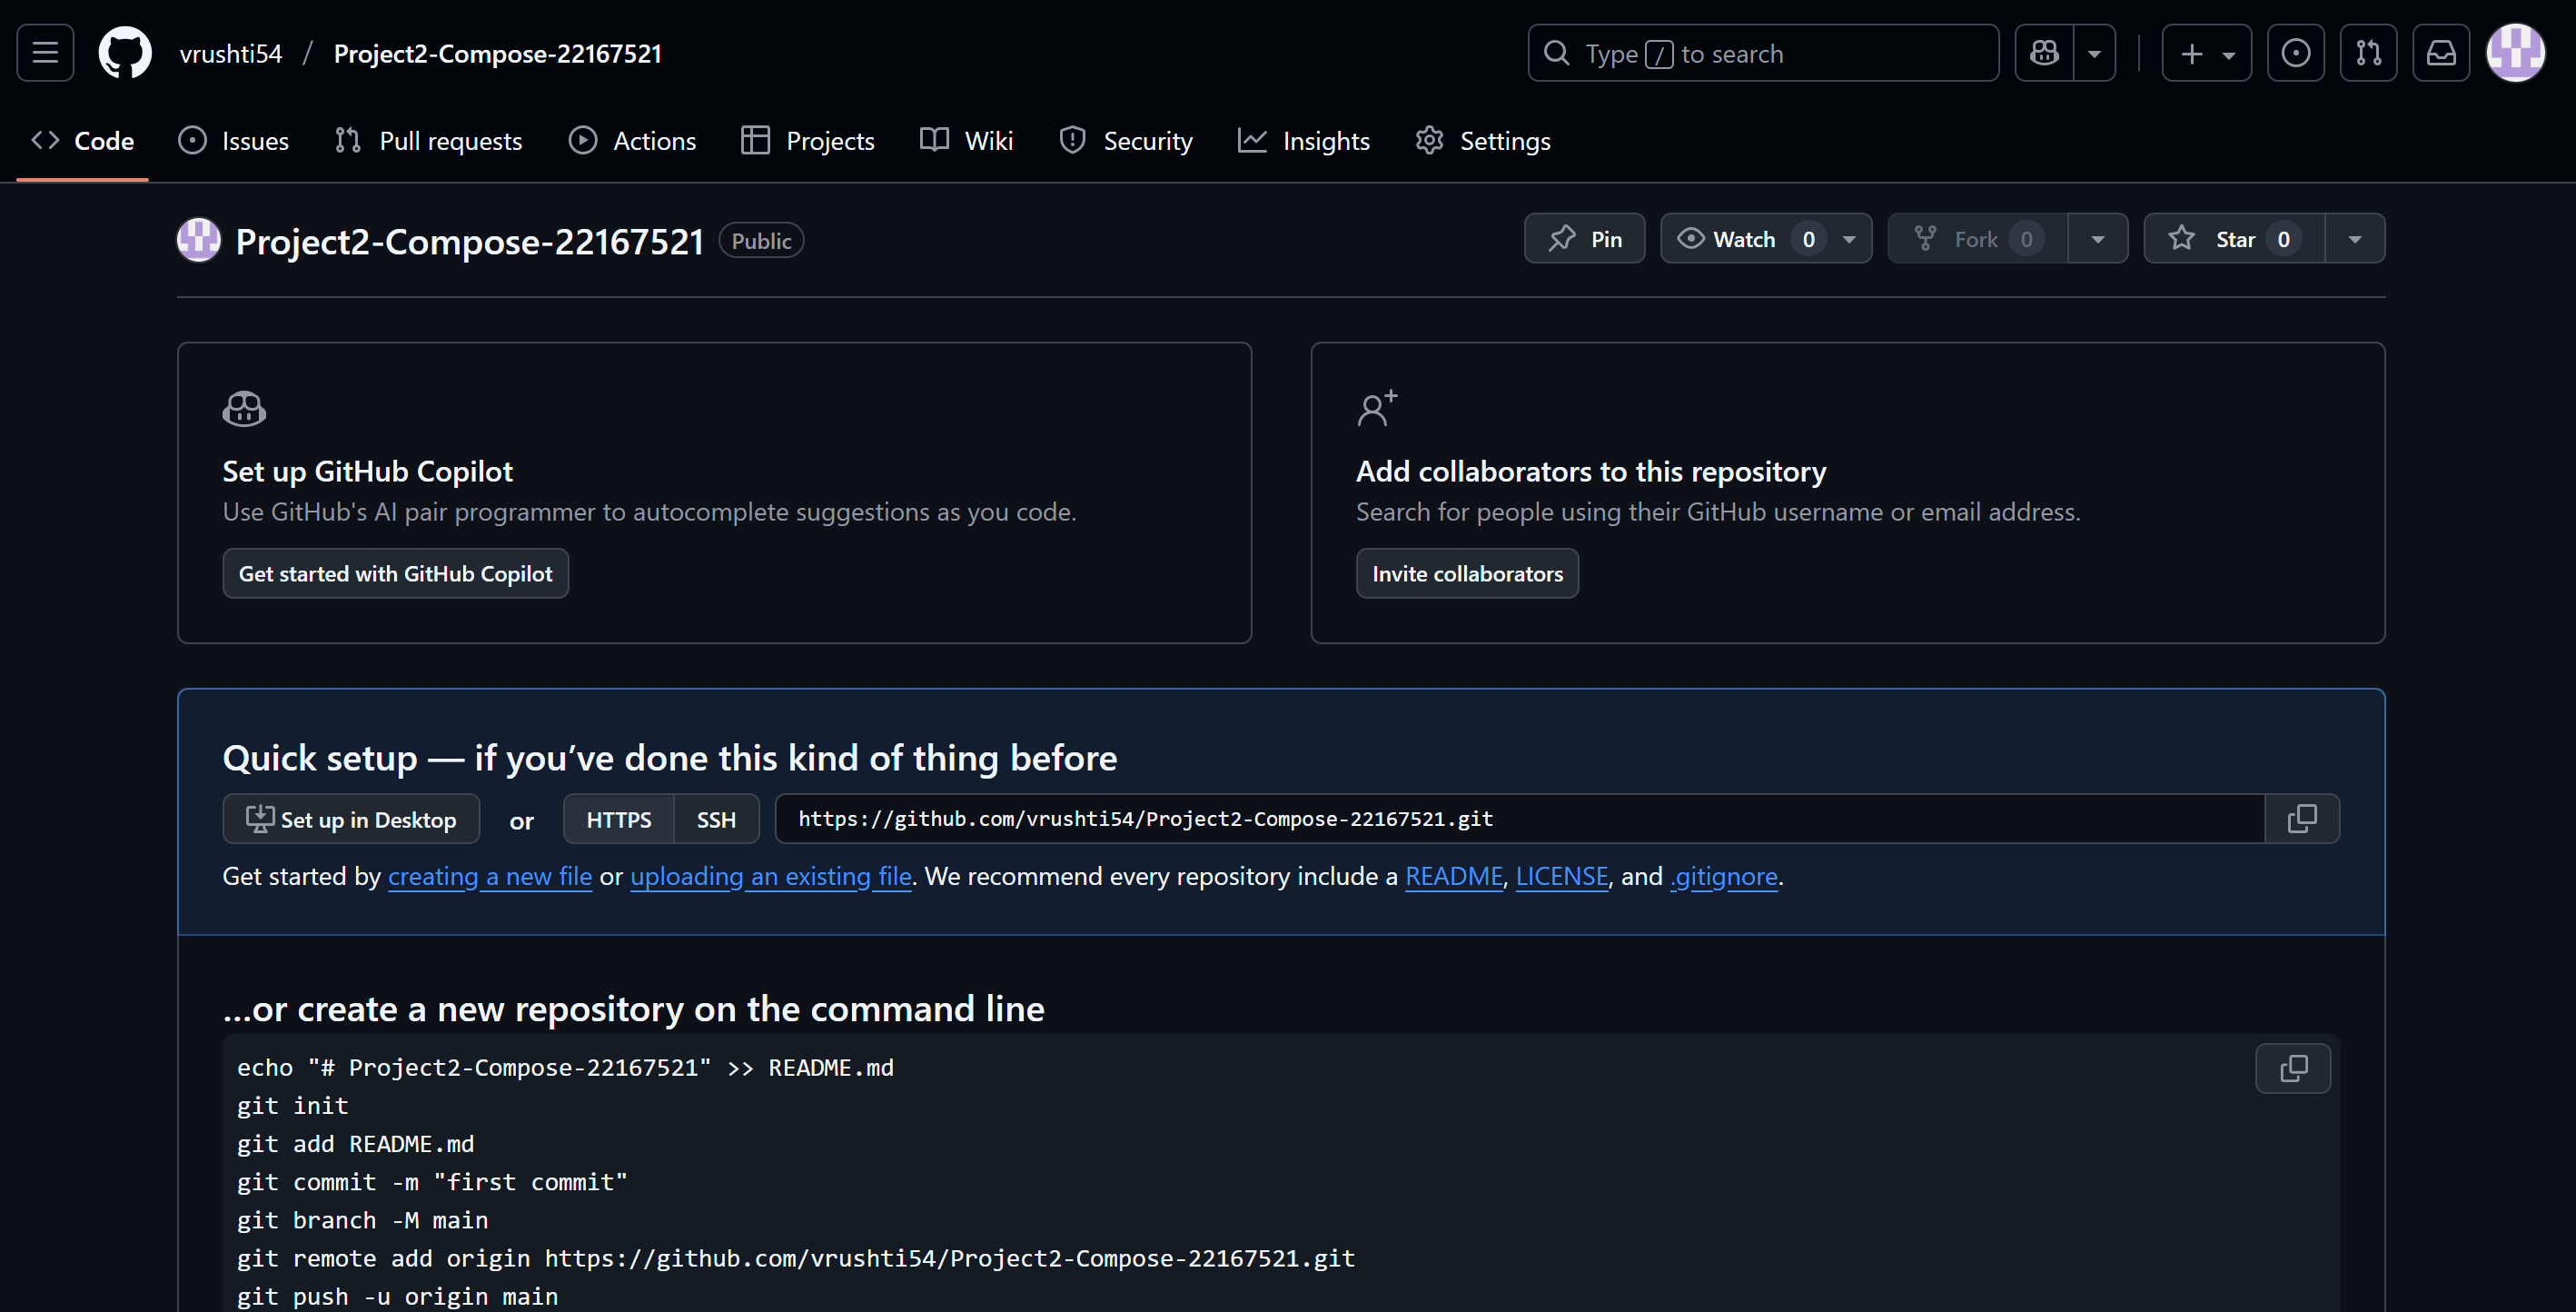 vrushti54 / Project2-Compose-22167521
Type / to search
Code Issues Pull requests Actions Projects Wiki Security Insights Settings
Project2-Compose-22167521 Public
Pin Watch 0 Fork 0 Star 0
Set up GitHub Copilot
Use GitHub's AI pair programmer to autocomplete suggestions as you code.
Get started with GitHub Copilot
Add collaborators to this repository
Search for people using their GitHub username or email address.
Invite collaborators
Quick setup — if you’ve done this kind of thing before
Set up in Desktop or HTTPS SSH https://github.com/vrushti54/Project2-Compose-22167521.git
Get started by creating a new file or uploading an existing file. We recommend every repository include a README, LICENSE, and .gitignore.
...or create a new repository on the command line
echo "# Project2-Compose-22167521" >> README.md
git init
git add README.md
git commit -m "first commit"
git branch -M main
git remote add origin https://github.com/vrushti54/Project2-Compose-22167521.git
git push -u origin main